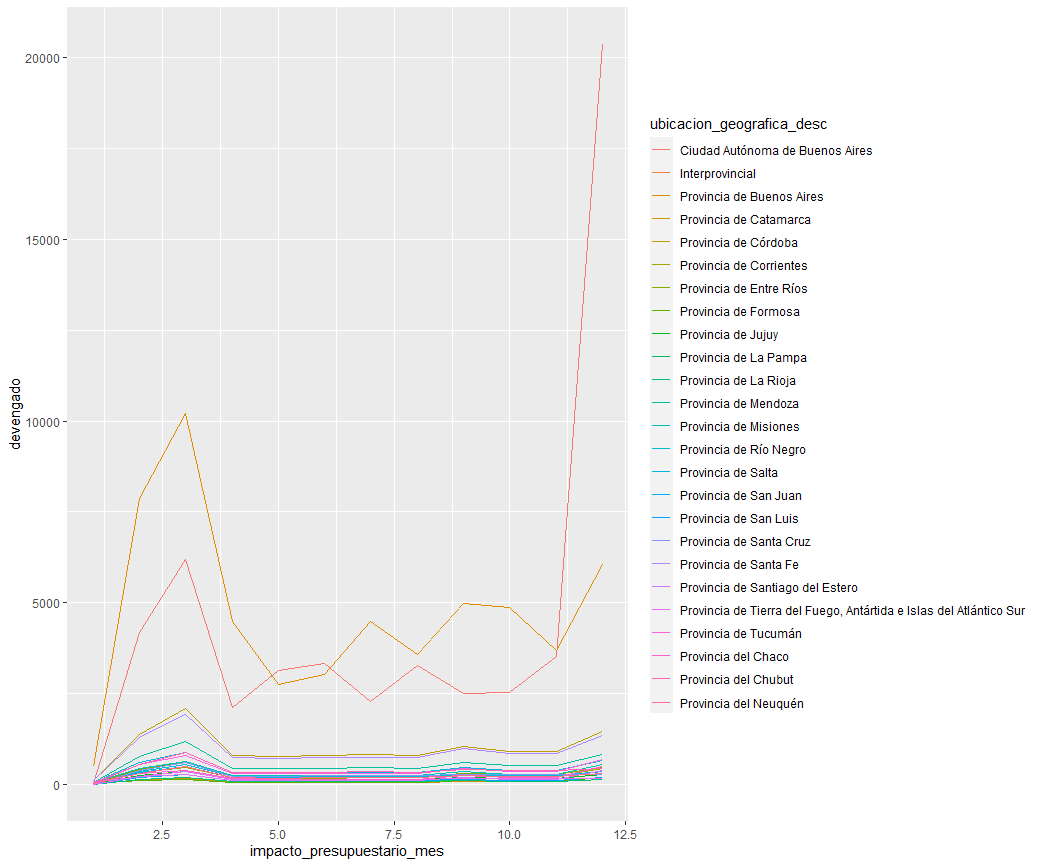 20000
15000
10000
5000
0
devengado
2.5
5.0
7.5
10.0
12.5
impacto_presupuestario_mes
ubicacion_geografica_desc
Ciudad Autónoma de Buenos Aires
Interprovincial
Provincia de Buenos Aires
Provincia de Catamarca
Provincia de Córdoba
Provincia de Corrientes
Provincia de Entre Ríos
Provincia de Formosa
Provincia de Jujuy
Provincia de La Pampa
Provincia de La Rioja
Provincia de Mendoza
Provincia de Misiones
Provincia de Río Negro
Provincia de Salta
Provincia de San Juan
Provincia de San Luis
Provincia de Santa Cruz
Provincia de Santa Fe
Provincia de Santiago del Estero
Provincia de Tierra del Fuego, Antártida e Islas del Atlántico Sur
Provincia de Tucumán
Provincia del Chaco
Provincia del Chubut
Provincia del Neuquén